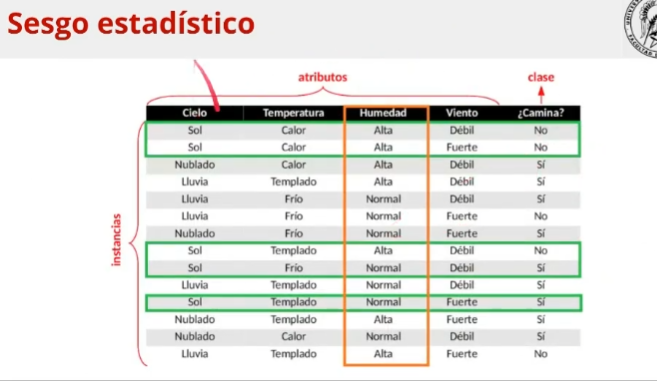 Sesgo estadístico
atributos clase
Cielo Temperatura Humedad Viento ¿Camina?
Sol Calor Alta Débil No
Sol Calor Alta Fuerte No
Nublado Calor Alta Débil Sí
Lluvia Templado Alta Débil Sí
Lluvia Frío Normal Débil Sí
Lluvia Frío Normal Fuerte No
Nublado Frío Normal Fuerte Sí
Sol Templado Alta Débil No
Sol Frío Normal Débil Sí
Lluvia Templado Normal Débil Sí
Sol Templado Normal Fuerte Sí
Nublado Templado Alta Fuerte Sí
Nublado Calor Normal Débil Sí
Lluvia Templado Alta Fuerte No
instancias